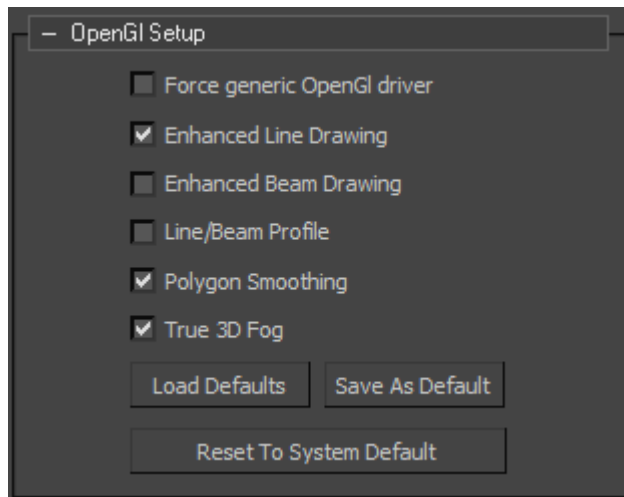 – OpenGl Setup
Force generic OpenGl driver
Enhanced Line Drawing
Enhanced Beam Drawing
Line/Beam Profile
Polygon Smoothing
True 3D Fog
Load Defaults Save As Default
Reset To System Default